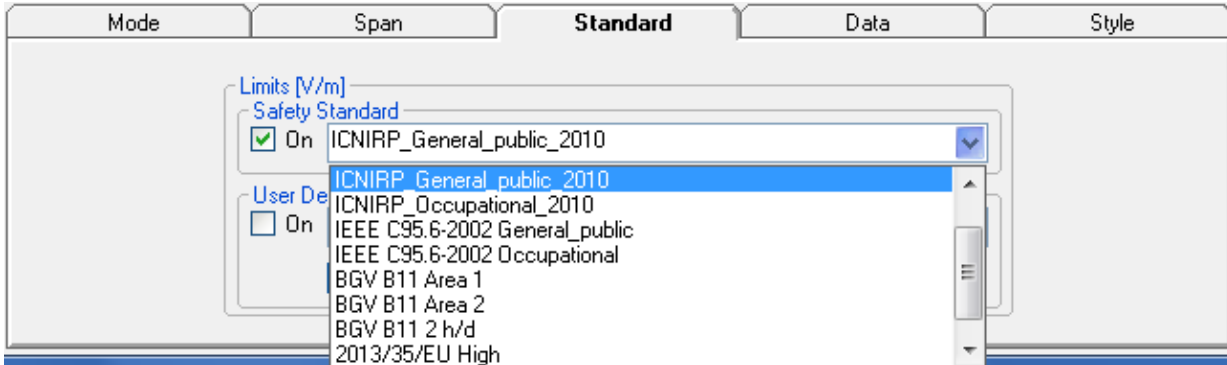 Mode Span Standard Data Style
Limits [V/m]
Safety Standard
On ICNIRP_General_public_2010
ICNIRP_General_public_2010
User De
ICNIRP_Occupational_2010
On IEEE C95.6-2002 General_public
IEEE C95.6-2002 Occupational
BGV B11 Area 1
BGV B11 Area 2
BGV B11 2 h/d
2013/35/EU High